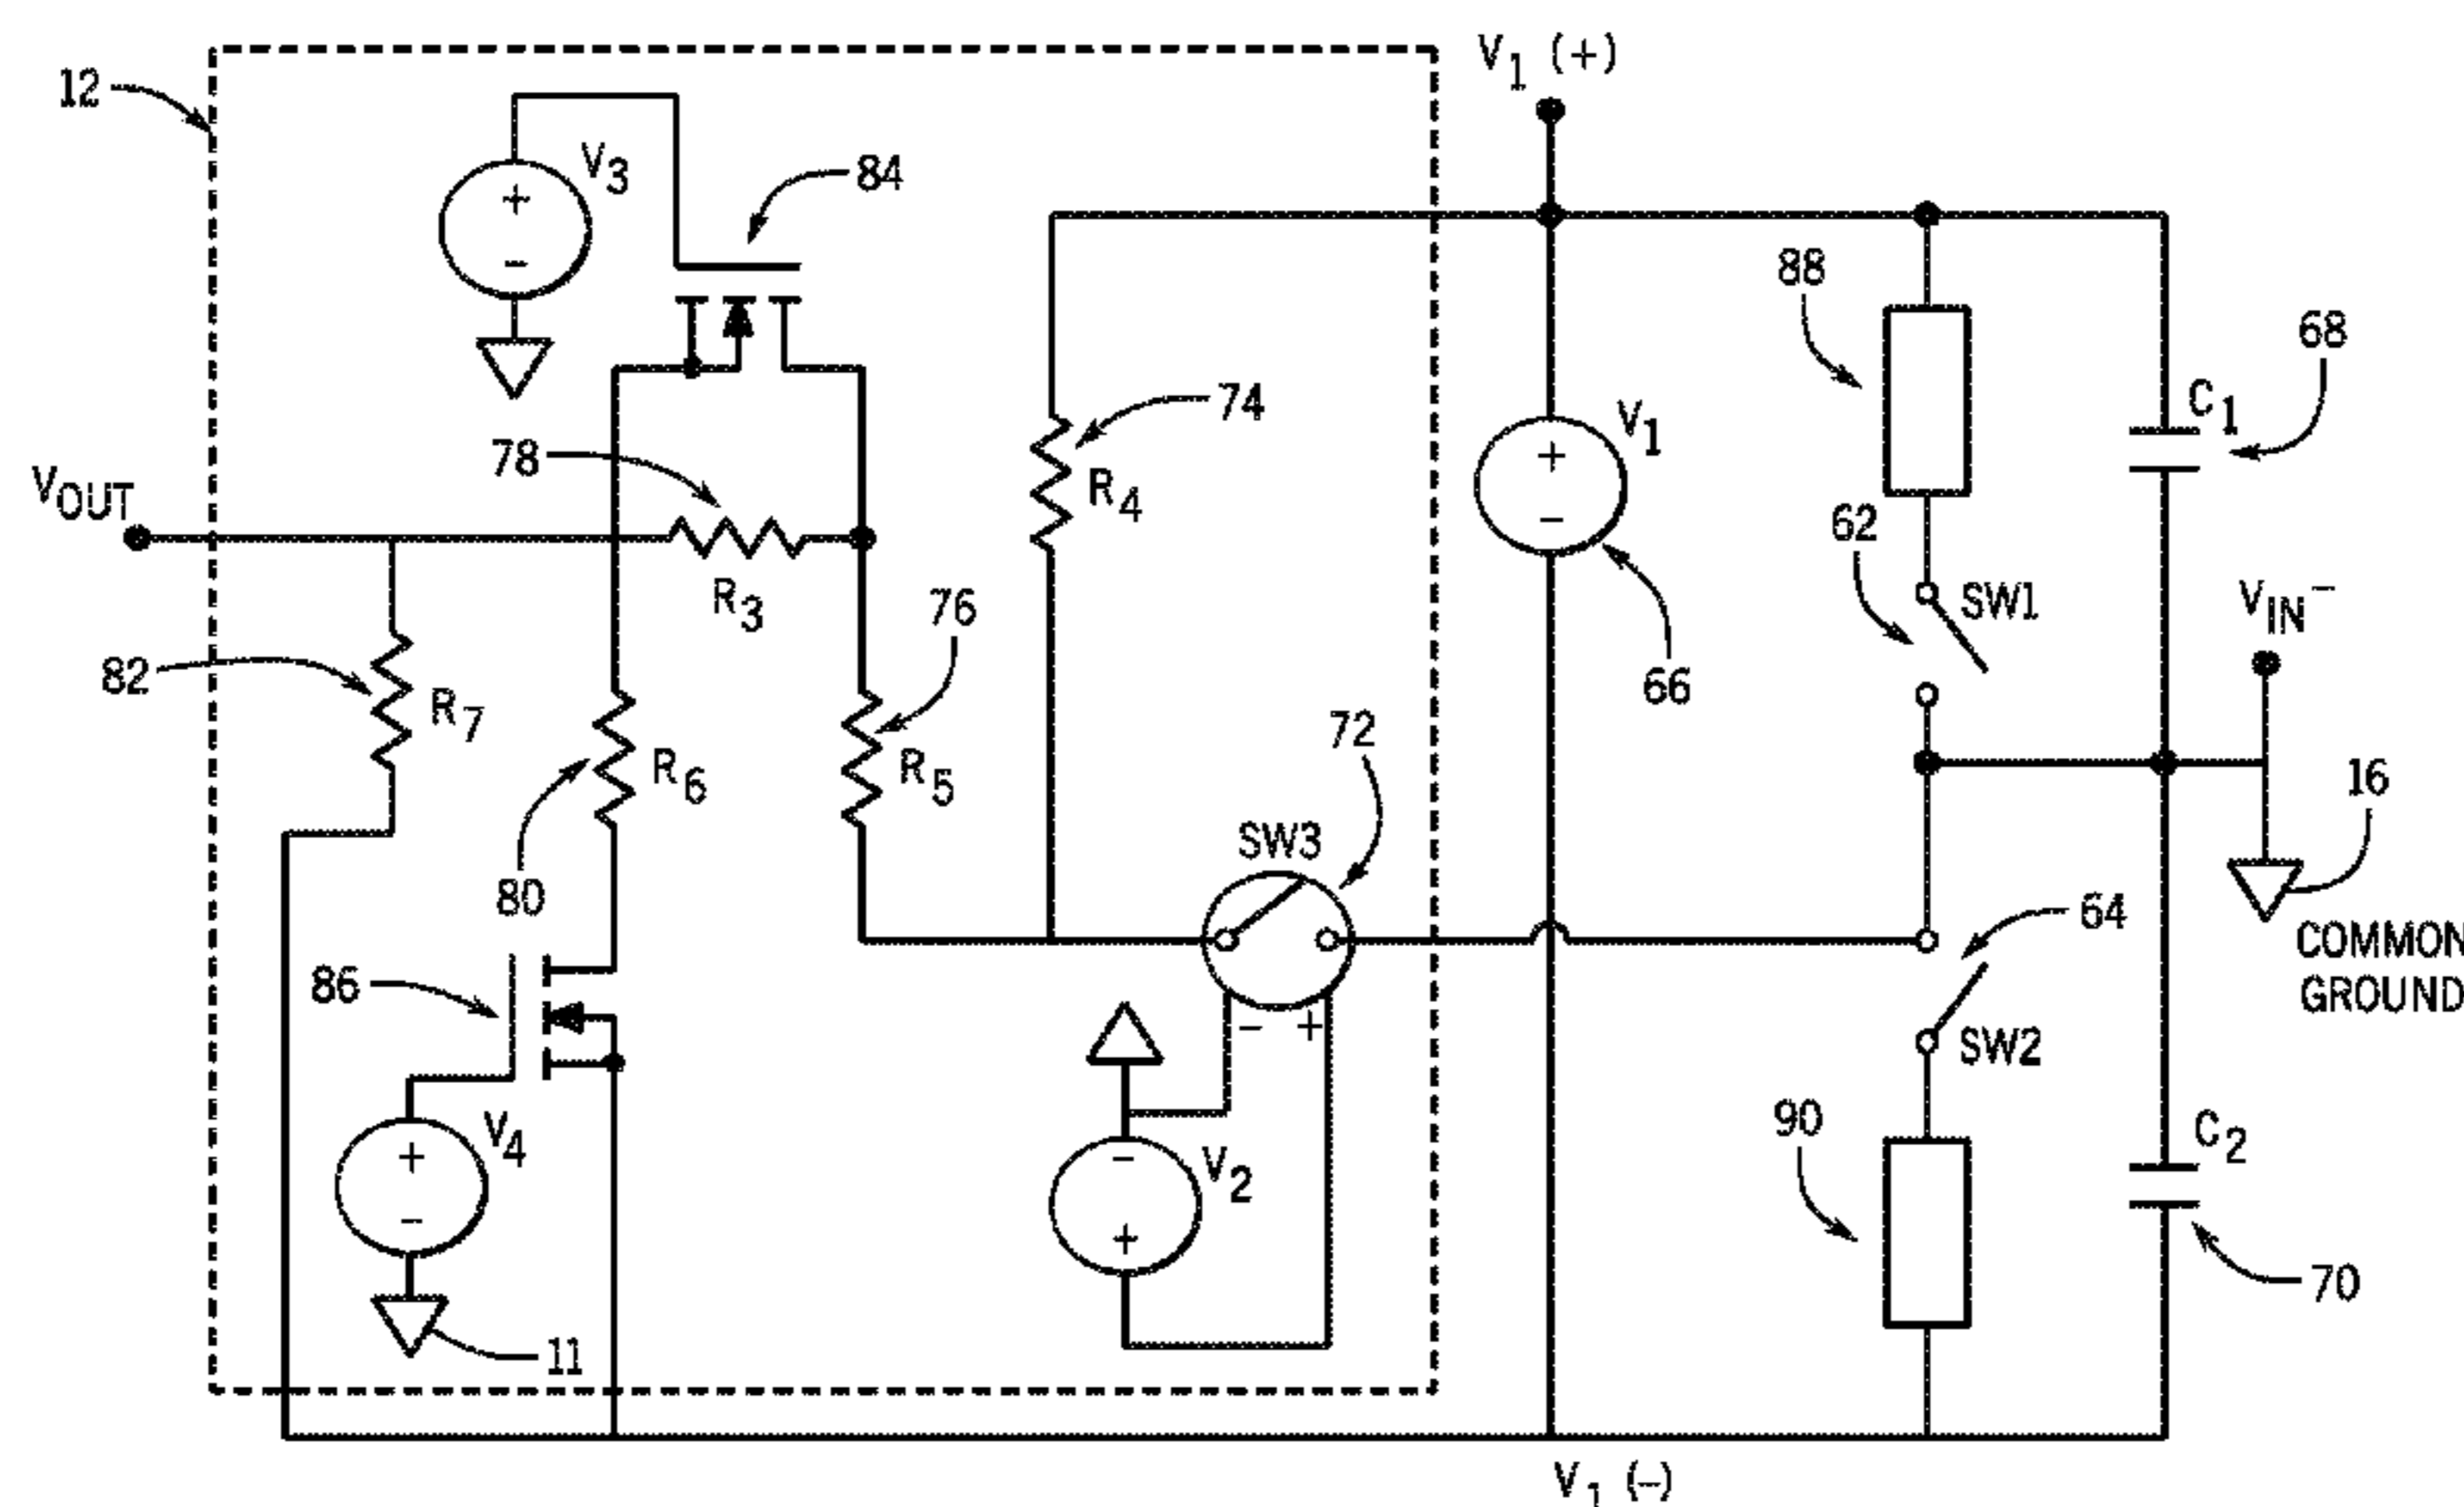 V1 (+)
12
V3
84
88
68
74
C1
V1
78
VOUT
R4
62
76
SW1
VIN-
R3
82
R7
66
72
R6
R5
16
SW3
80
64
COMMON
GROUND
86
- +
SW2
V4
90
C2
V2
70
11
V1 (-)
+
-
+
-
+
-
-
+